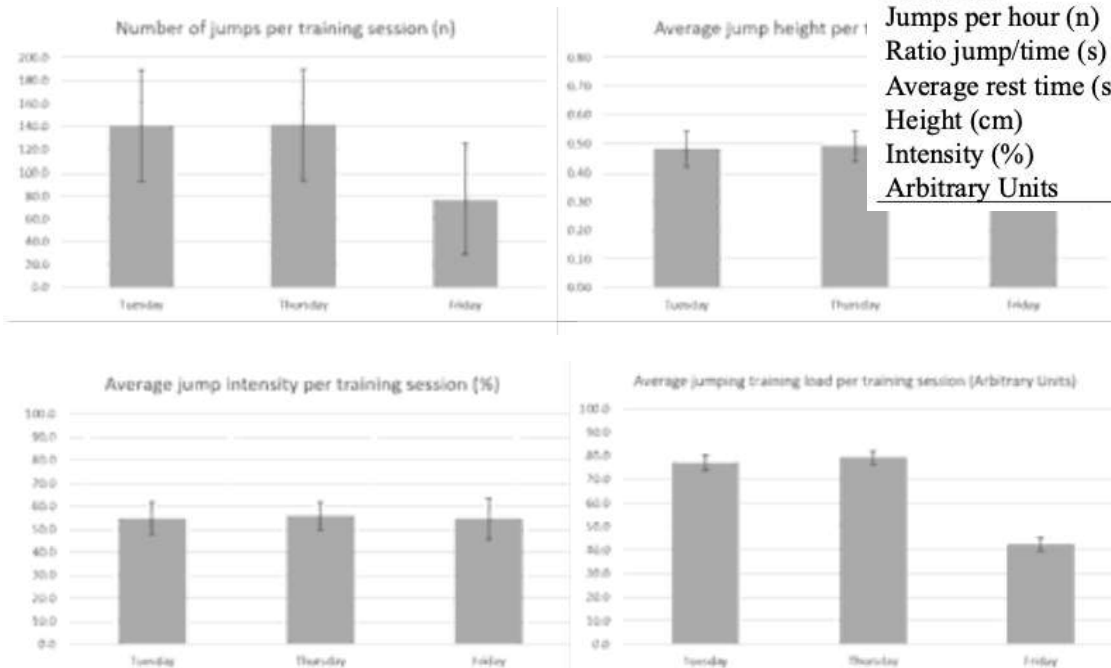 Number of jumps per training session (n)
200.0
180.0
160.0
140.0
120.0
100.0
80.0
60.0
40.0
20.0
0.0
Tuesday
Thursday
Friday
Average jump height per
0.80
0.70
0.60
0.50
0.40
0.30
0.20
0.10
0.00
Tuesday
Thursday
Friday
Jumps per hour (n)
Ratio jump/time (s)
Average rest time (s
Height (cm)
Intensity (%)
Arbitrary Units
Average jump intensity per training session (%)
100.0
90.0
80.0
70.0
60.0
50.0
40.0
30.0
20.0
10.0
0.0
Tuesday
Thursday
Friday
Average jumping training load per training session (Arbitrary Units)
100.0
90.0
80.0
70.0
60.0
50.0
40.0
30.0
20.0
10.0
0.0
Tuesday
Thursday
Friday